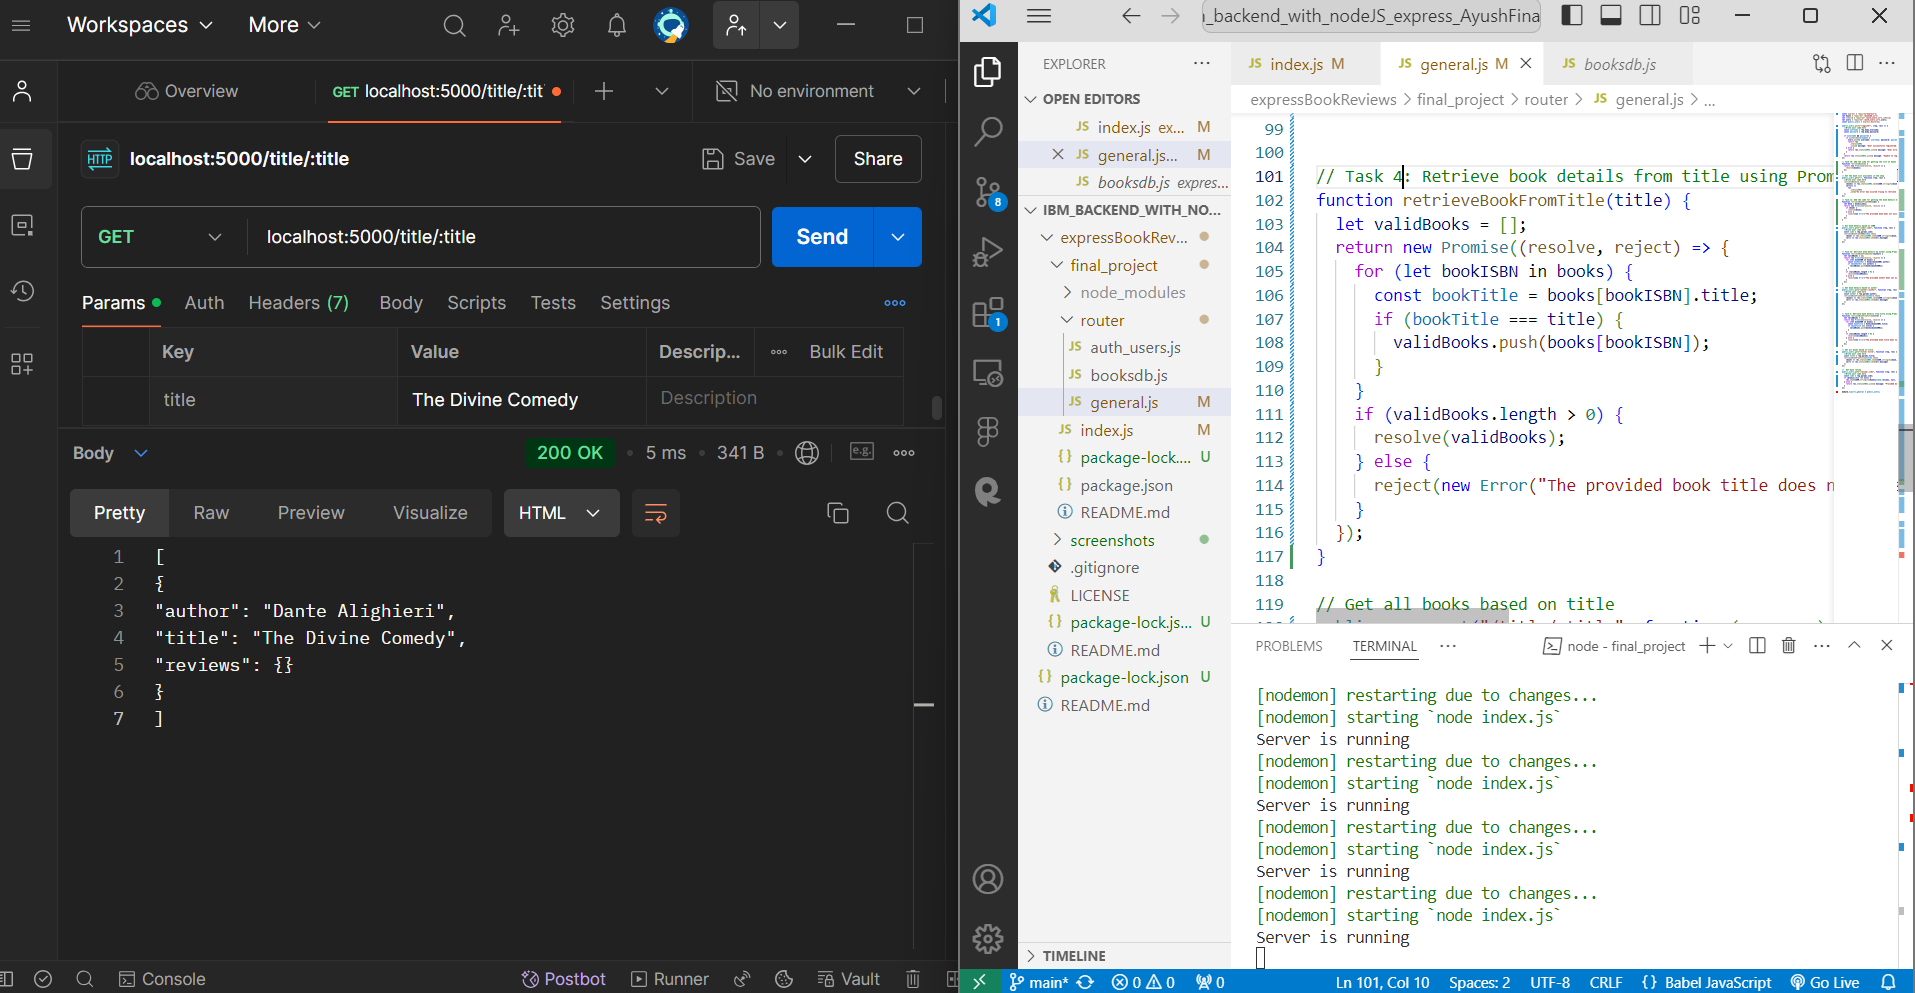 Workspaces
More
Overview
GET localhost:5000/title/:tit
No environment
HTTP localhost:5000/title/:title
Save
Share
GET
localhost:5000/title/:title
Send
Params
Auth
Headers (7)
Body
Scripts
Tests
Settings
Key
Value
Descrip...
Bulk Edit
title
The Divine Comedy
Description
Body
200 OK
5 ms
341 B
e.g.
Pretty
Raw
Preview
Visualize
HTML
1 [
2 {
3 "author": "Dante Alighieri",
4 "title": "The Divine Comedy",
5 "reviews": {}
6 }
7 ]
Console
Postbot
Runner
Vault
_backend_with_nodeJS_express_AyushFina
EXPLORER
OPEN EDITORS
JS index.js ex... M
JS general.js... M
JS booksdb.js expres...
IBM_BACKEND_WITH_NO...
expressBookRev...
final_project
node_modules
router
JS auth_users.js
JS booksdb.js
JS general.js M
JS index.js M
{} package-lock.... U
{} package.json
README.md
screenshots
.gitignore
LICENSE
{} package-lock.js... U
README.md
{} package-lock.json U
README.md
TIMELINE
8
1
JS index.js M
JS general.js M
JS booksdb.js
expressBookReviews > final_project > router > JS general.js > ...
99
100
101 // Task 4: Retrieve book details from title using Prom
102 function retrieveBookFromTitle(title) {
103 let validBooks = [];
104 return new Promise((resolve, reject) => {
105 for (let bookISBN in books) {
106 const bookTitle = books[bookISBN].title;
107 if (bookTitle === title) {
108 validBooks.push(books[bookISBN]);
109 }
110 }
111 if (validBooks.length > 0) {
112 resolve(validBooks);
113 } else {
114 reject(new Error("The provided book title does n
115 }
116 });
117 }
118
119 // Get all books based on title
PROBLEMS
TERMINAL
node - final_project
[nodemon] restarting due to changes...
[nodemon] starting `node index.js`
Server is running
[nodemon] restarting due to changes...
[nodemon] starting `node index.js`
Server is running
[nodemon] restarting due to changes...
[nodemon] starting `node index.js`
Server is running
[nodemon] restarting due to changes...
[nodemon] starting `node index.js`
Server is running
main*
0
0
0
Ln 101, Col 10
Spaces: 2
UTF-8
CRLF
{} Babel JavaScript
Go Live